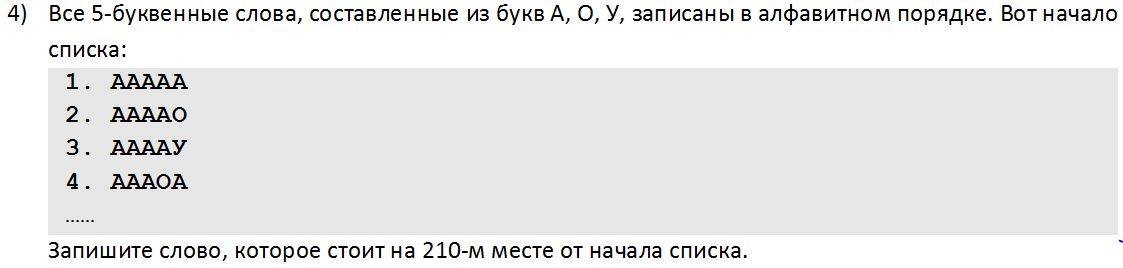 4) Все 5-буквенные слова, составленные из букв А, О, У, записаны в алфавитном порядке. Вот начало
списка:
1. ААААА
2. ААААО
3. ААААУ
4. АААОА
......
Запишите слово, которое стоит на 210-м месте от начала списка.